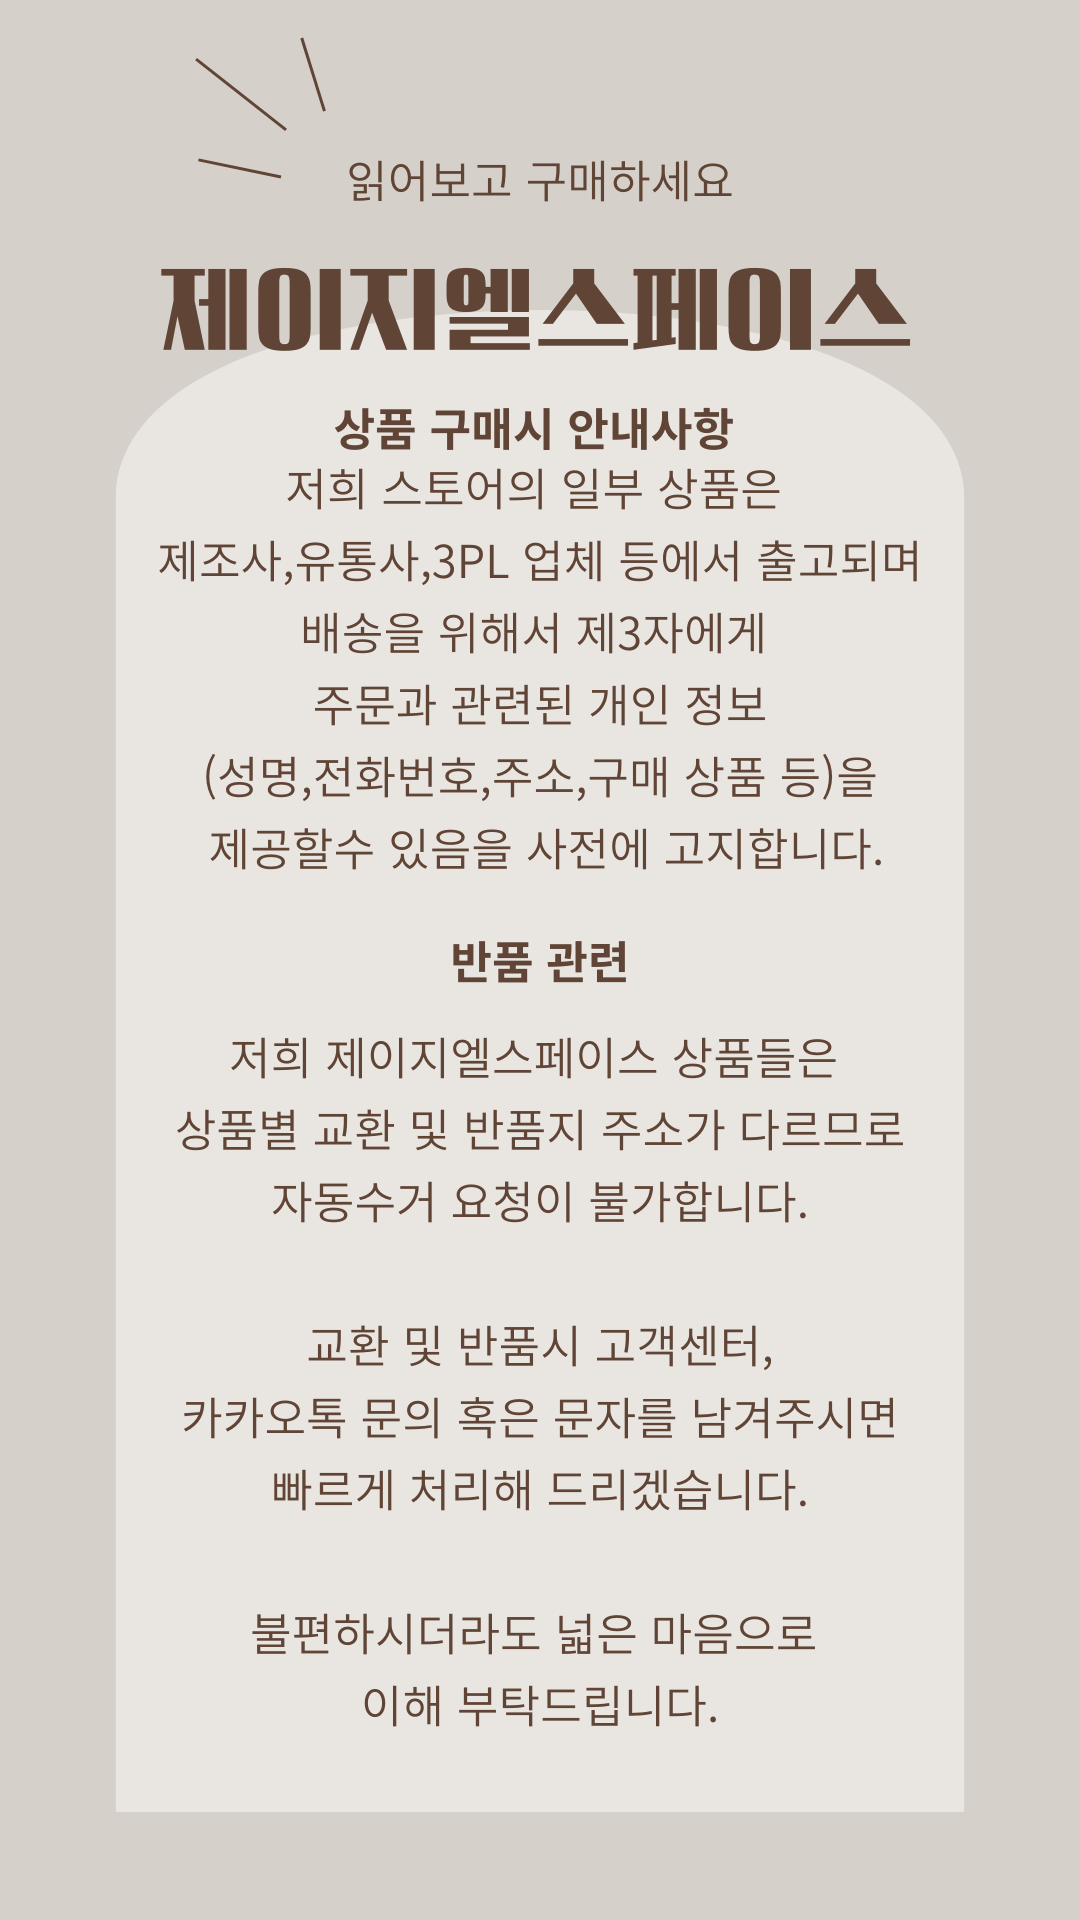 읽어보고 구매하세요
제이지엘스페이스
상품 구매시 안내사항
저희 스토어의 일부 상품은
제조사,유통사,3PL 업체 등에서 출고되며
배송을 위해서 제3자에게
주문과 관련된 개인 정보
(성명,전화번호,주소,구매 상품 등)을
제공할수 있음을 사전에 고지합니다.
반품 관련
저희 제이지엘스페이스 상품들은
상품별 교환 및 반품지 주소가 다르므로
자동수거 요청이 불가합니다.
교환 및 반품시 고객센터,
카카오톡 문의 혹은 문자를 남겨주시면
빠르게 처리해 드리겠습니다.
불편하시더라도 넓은 마음으로
이해 부탁드립니다.